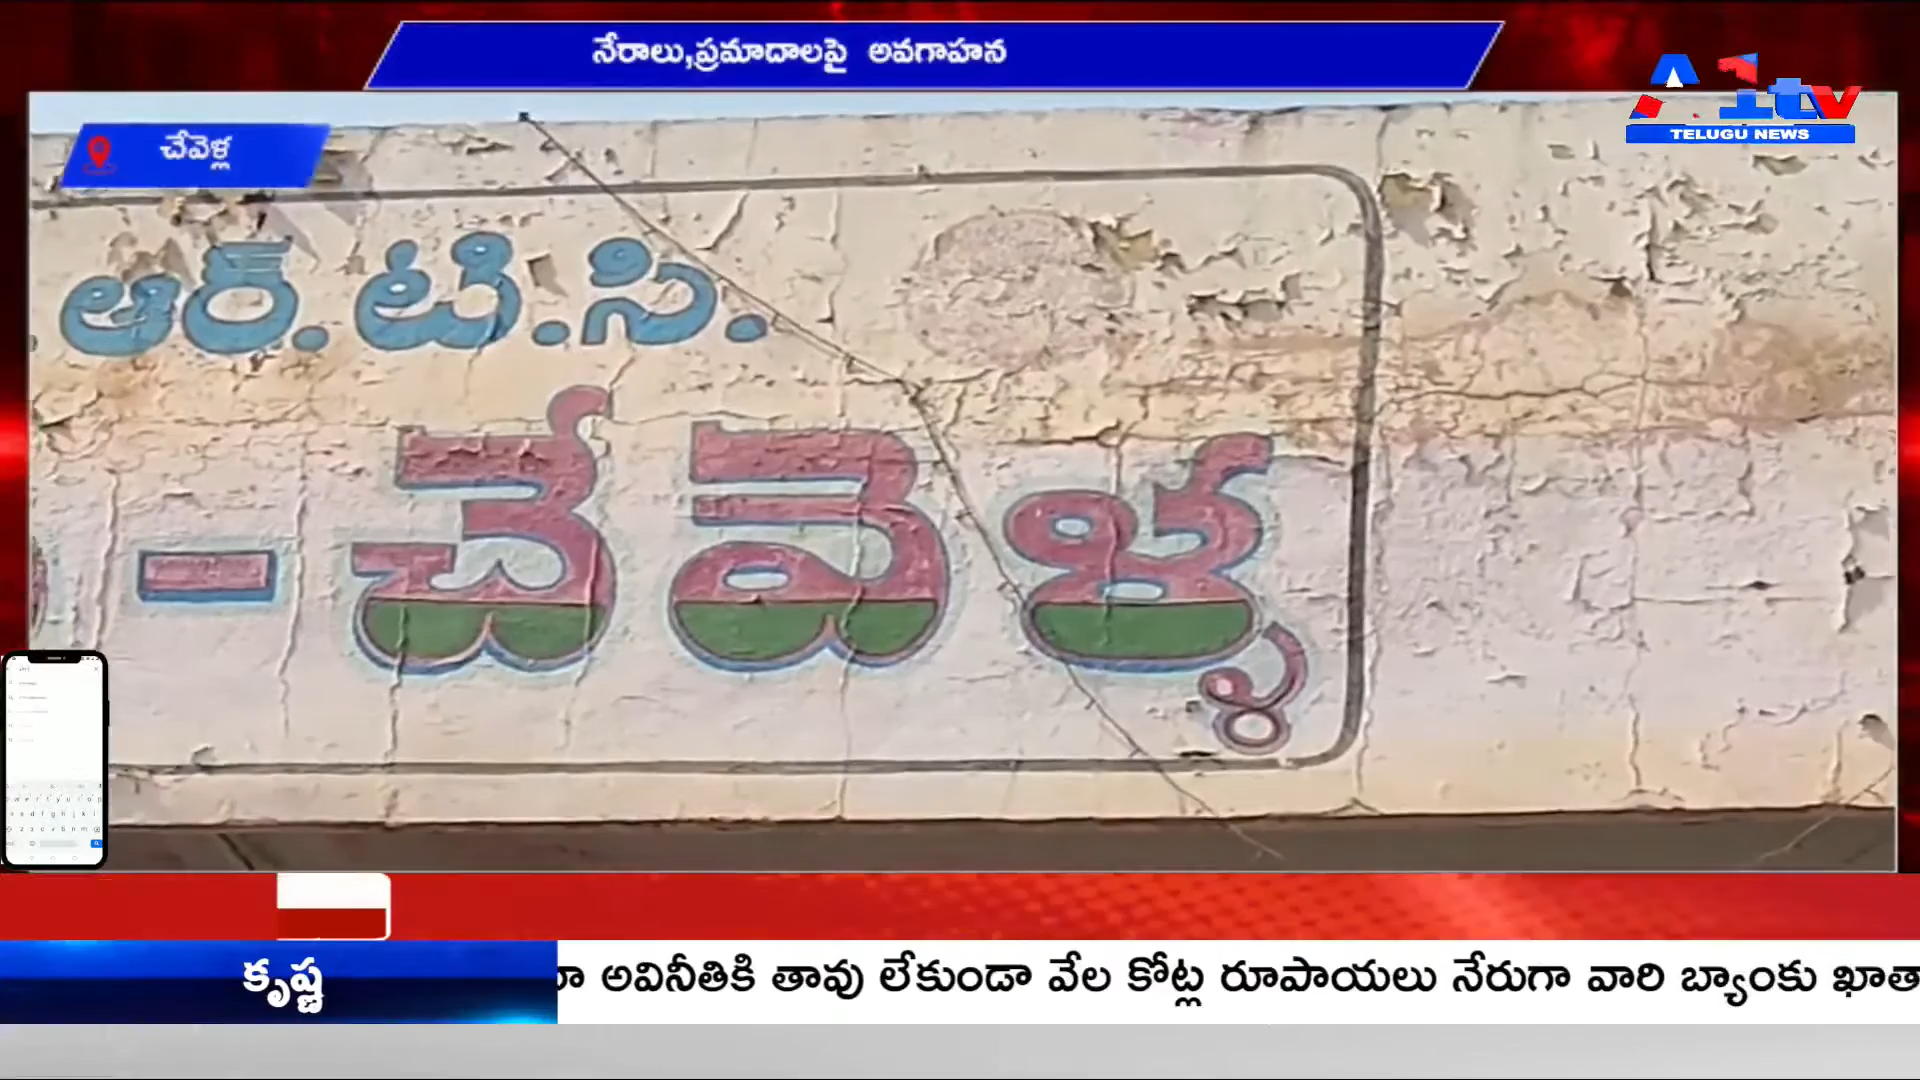 నేరాలు,ప్రమాదాలపై అవగాహన
A1tv
TELUGU NEWS
చేవెళ్ల
ఆర్.టి.సి.
- చేవెళ్ళ
కృష్ణ
అవినీతికి తావు లేకుండా వేల కోట్ల రూపాయలు నేరుగా వారి బ్యాంకు ఖాతా